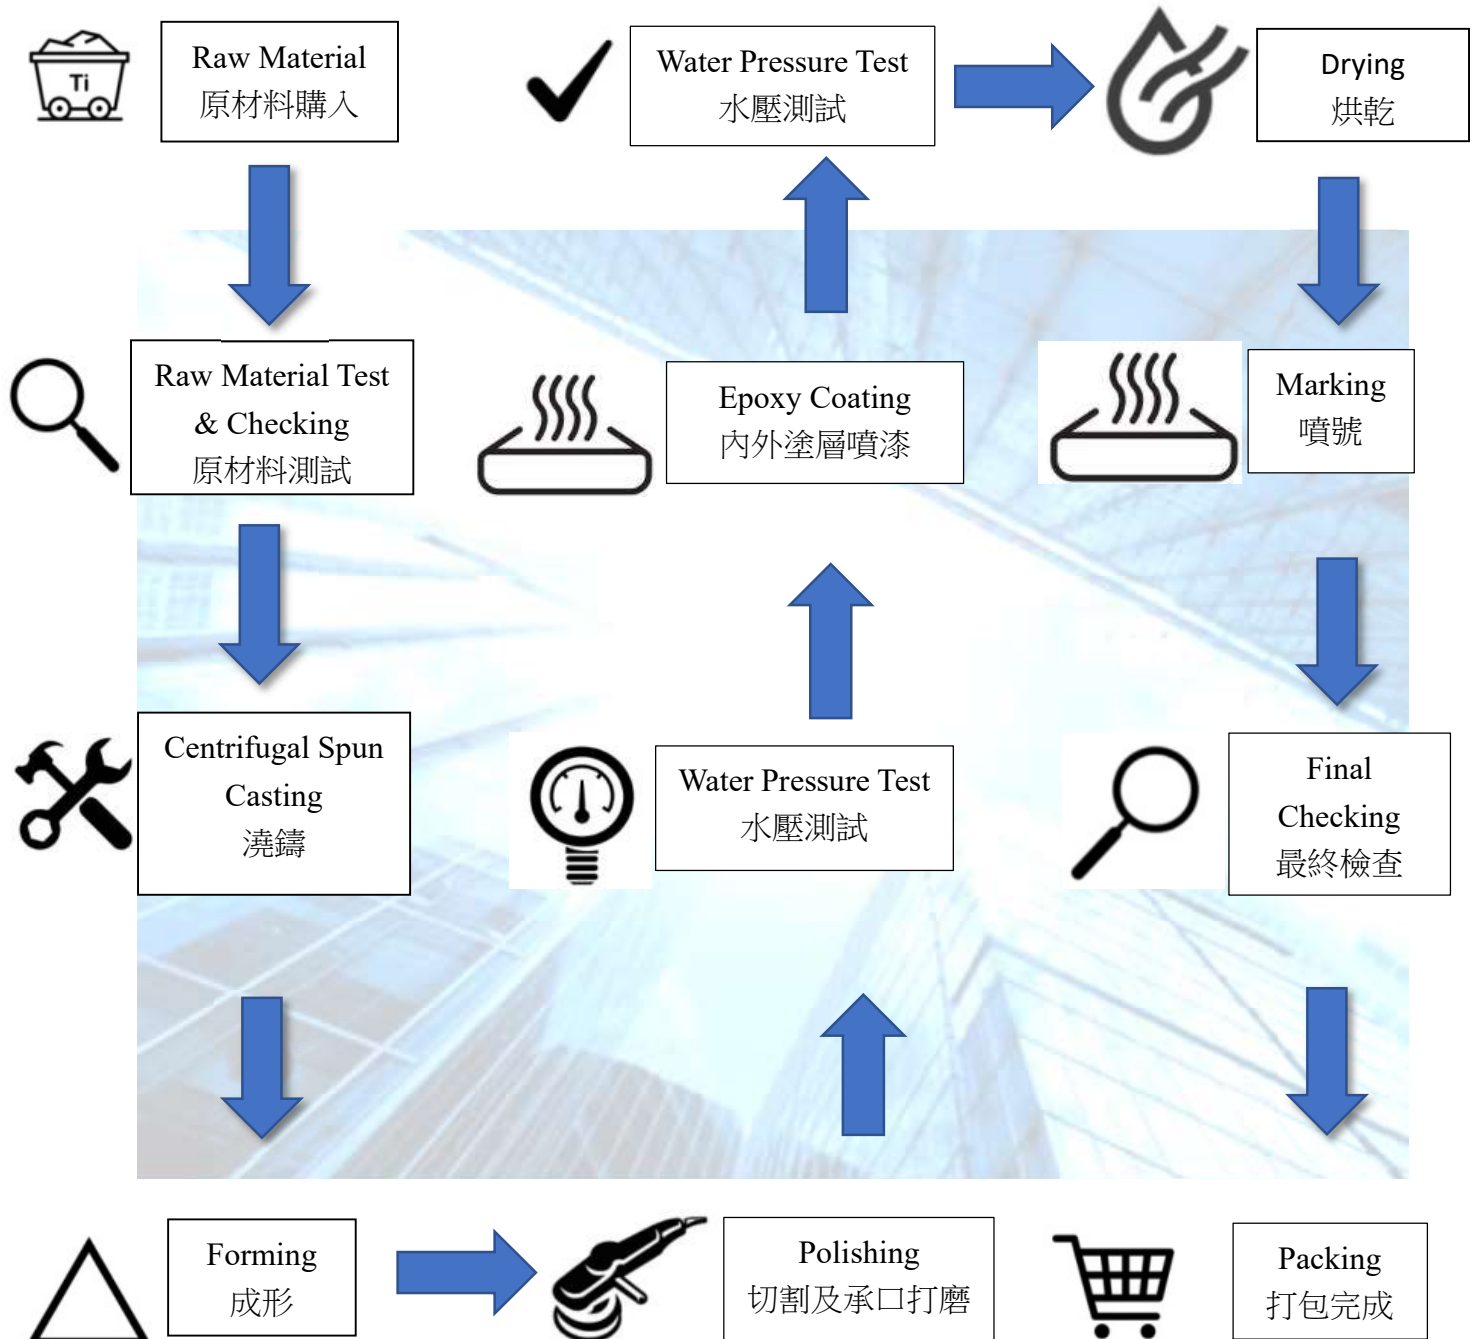 Ti
Raw Material
原材料購入
Raw Material Test
& Checking
原材料測試
Centrifugal Spun
Casting
澆鑄
Forming
成形
Polishing
切割及承口打磨
Water Pressure Test
水壓測試
Epoxy Coating
內外塗層噴漆
Water Pressure Test
水壓測試
Drying
烘乾
Marking
噴號
Final
Checking
最終檢查
Packing
打包完成